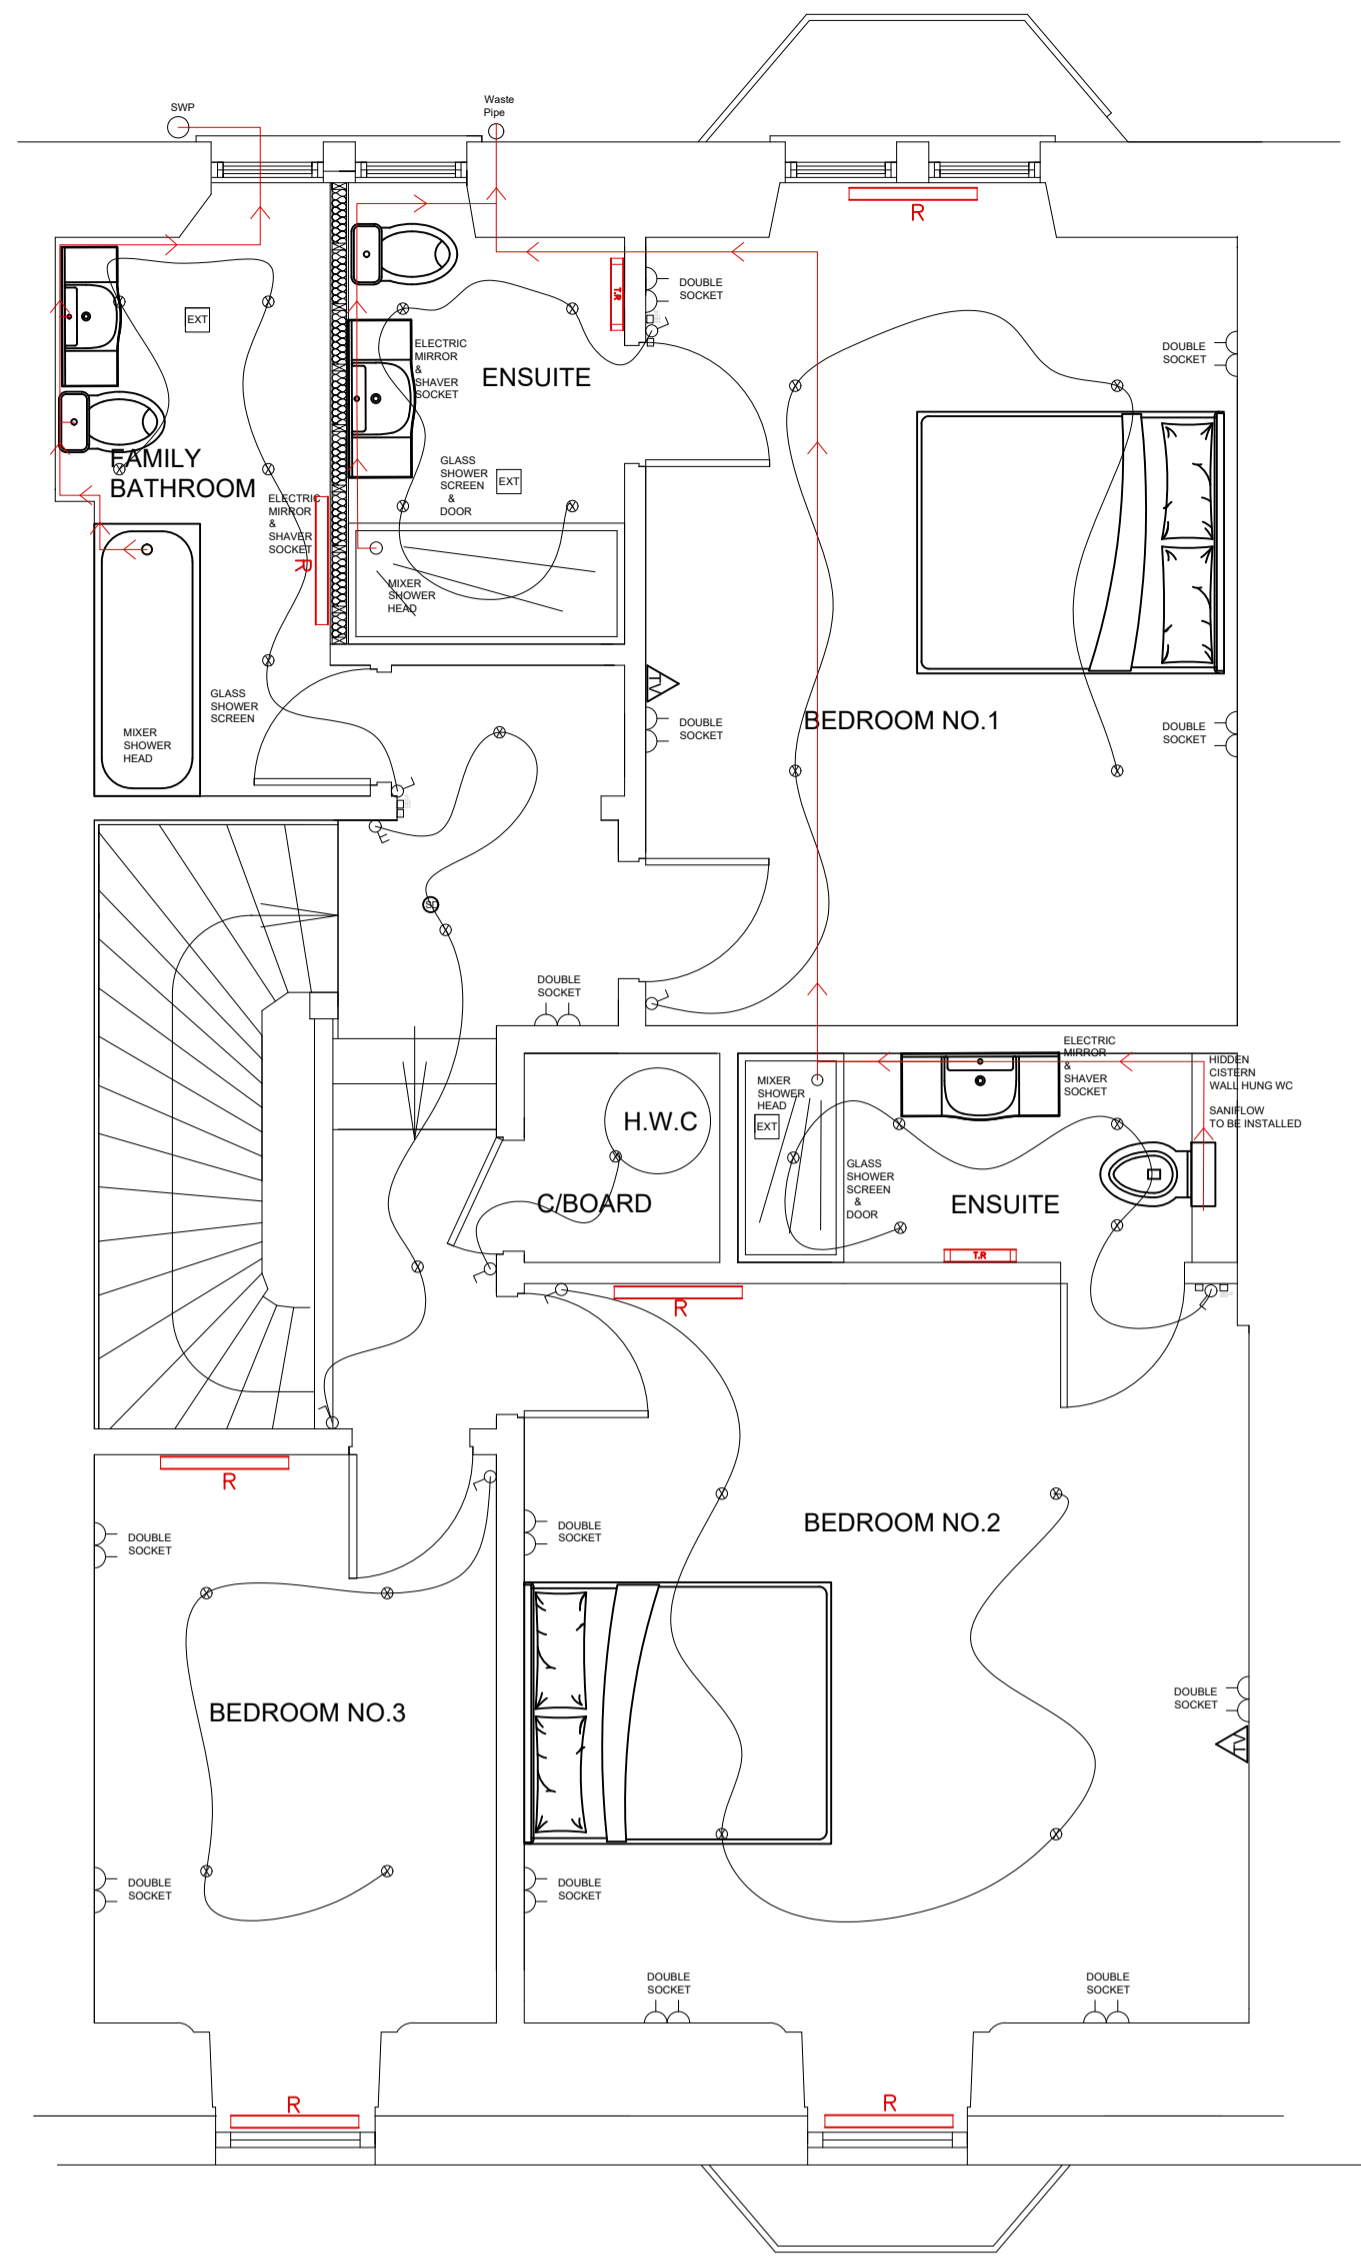 SWP
Waste
Pipe
R
DOUBLE
SOCKET
T.R
EXT
DOUBLE
SOCKET
ELECTRIC
MIRROR
&
SHAVER
SOCKET
ENSUITE
FAMILY
BATHROOM
GLASS
SHOWER
SCREEN
&
DOOR
EXT
ELECTRIC
MIRROR
&
SHAVER
SOCKET
R
MIXER
SHOWER
HEAD
TV
GLASS
SHOWER
SCREEN
MIXER
SHOWER
HEAD
DOUBLE
SOCKET
BEDROOM NO.1
DOUBLE
SOCKET
SD
DOUBLE
SOCKET
ELECTRIC
MIRROR
&
SHAVER
SOCKET
HIDDEN
CISTERN
WALL HUNG WC
SANIFLOW
TO BE INSTALLED
MIXER
SHOWER
HEAD
EXT
H.W.C
C/BOARD
GLASS
SHOWER
SCREEN
&
DOOR
ENSUITE
T.R
R
R
DOUBLE
SOCKET
DOUBLE
SOCKET
BEDROOM NO.2
BEDROOM NO.3
DOUBLE
SOCKET
TV
DOUBLE
SOCKET
DOUBLE
SOCKET
DOUBLE
SOCKET
DOUBLE
SOCKET
R
R